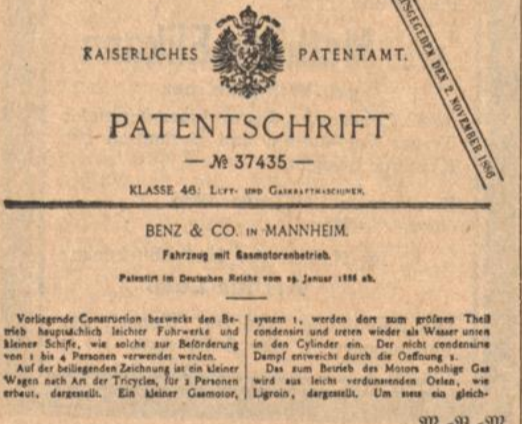 AUSGEGEBEN DEN 2. NOVEMBER 1886
KAISERLICHES PATENTAMT.
PATENTSCHRIFT
— № 37435 —
KLASSE 46: LUFT- UND GASKRAFTMASCHINEN.
BENZ & CO. IN MANNHEIM.
Fahrzeug mit Gasmotorenbetrieb.
Patentirt im Deutschen Reiche vom 29. Januar 1886 ab.
Vorliegende Construction bezweckt den Be-
trieb hauptsächlich leichter Fuhrwerke und
kleiner Schiffe, wie solche zur Beförderung
von 1 bis 4 Personen verwendet werden.
Auf der beiliegenden Zeichnung ist ein kleiner
Wagen nach Art der Tricycles, für 2 Personen
erbaut, dargestellt. Ein kleiner Gasmotor,
system 1, werden dort zum größten Theil
condensirt und treten wieder als Wasser unten
in den Cylinder ein. Der nicht condensirte
Dampf entweicht durch die Oeffnung 2.
Das zum Betrieb des Motors nöthige Gas
wird aus leicht verdunstenden Oelen, wie
Ligroin, dargestellt. Um stets ein gleich-